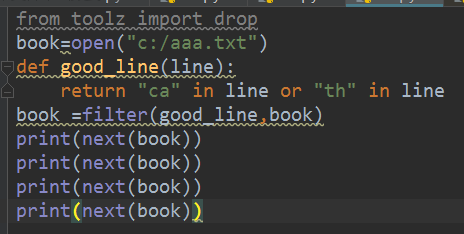 from toolz import drop
book=open("c:/aaa.txt")
def good_line(line):
    return "ca" in line or "th" in line
book =filter(good_line,book)
print(next(book))
print(next(book))
print(next(book))
print(next(book))